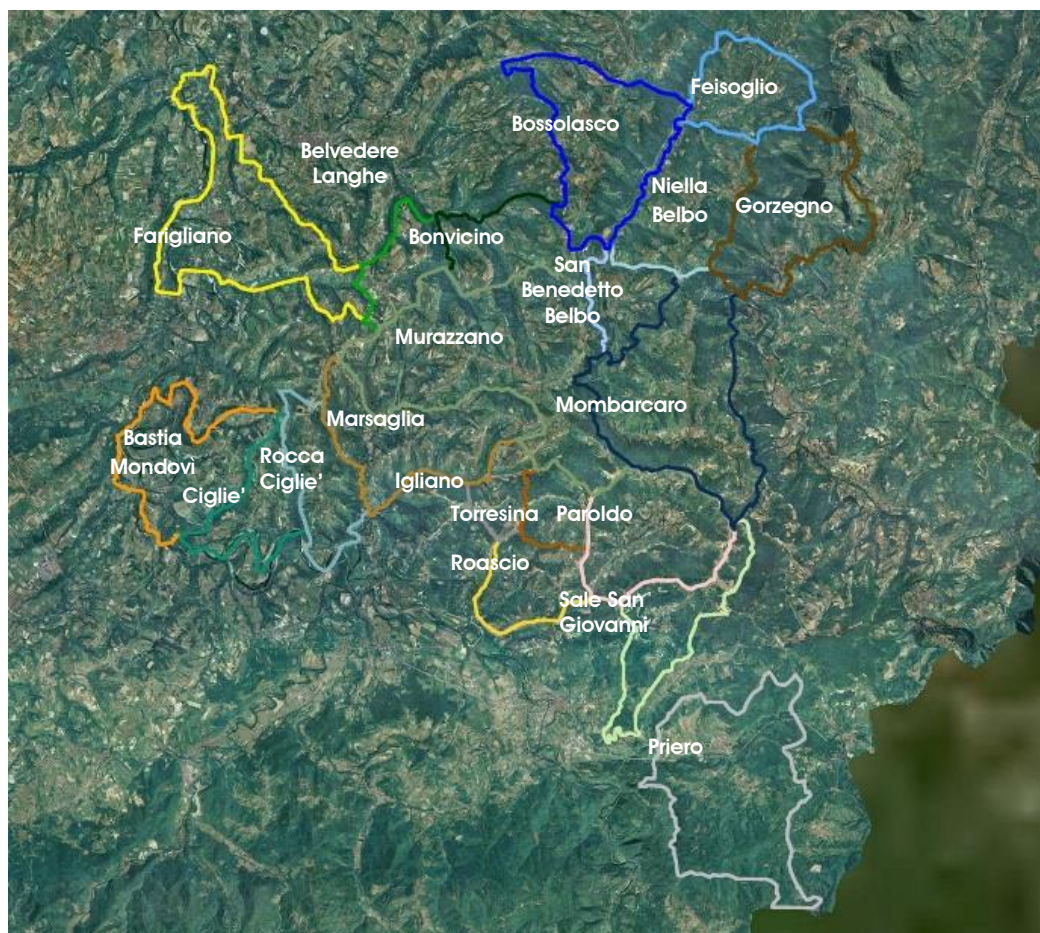 Feisoglio
Bossolasco
Belvedere
Langhe
Niella
Belbo
Gorzegno
Farigliano
Bonvicino
San
Benedetto
Belbo
Murazzano
Mombarcaro
Marsaglia
Bastia
Mondovì
Rocca
Ciglie'
Ciglie'
Igliano
Torresina
Paroldo
Roascio
Sale San
Giovanni
Priero